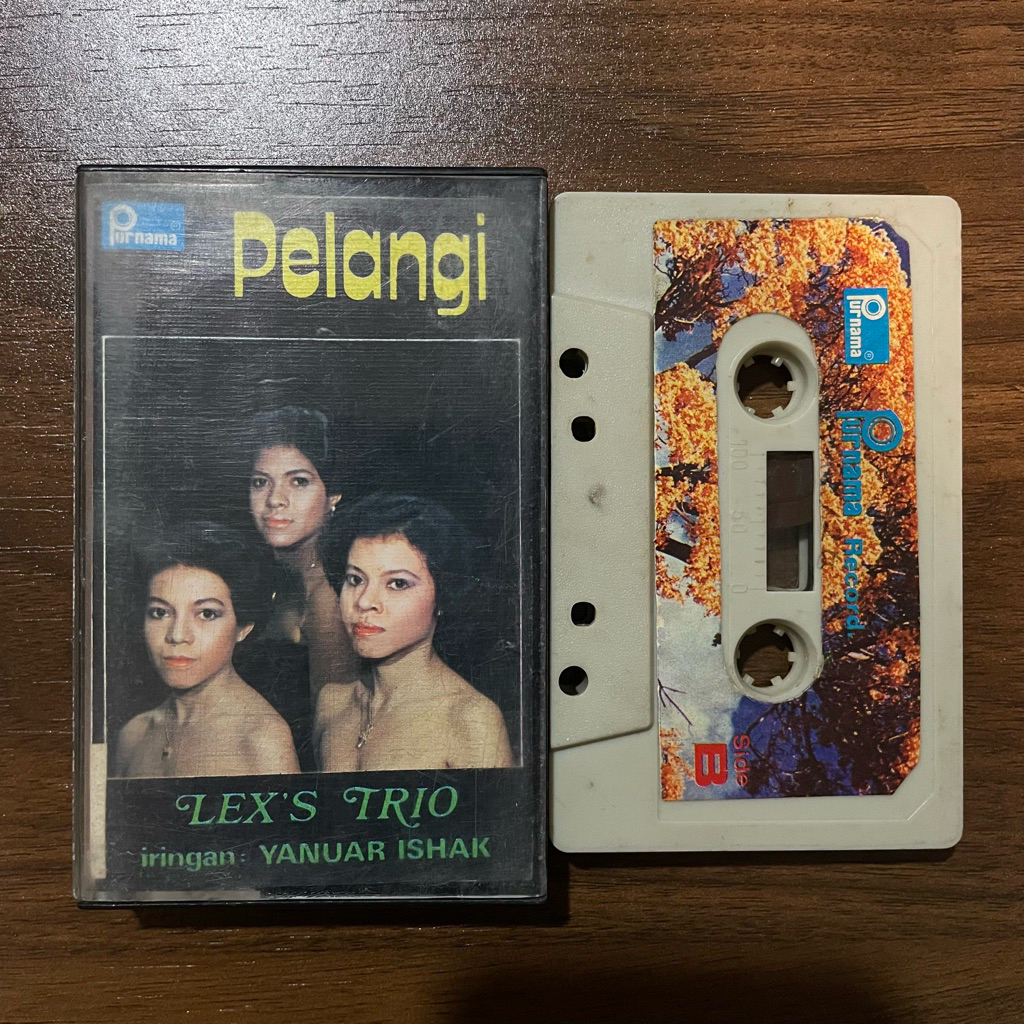 Purnama
Pelangi
LEX'S TRIO
iringan: YANUAR ISHAK
Purnama
Purnama Record.
100 50 0
Side
B